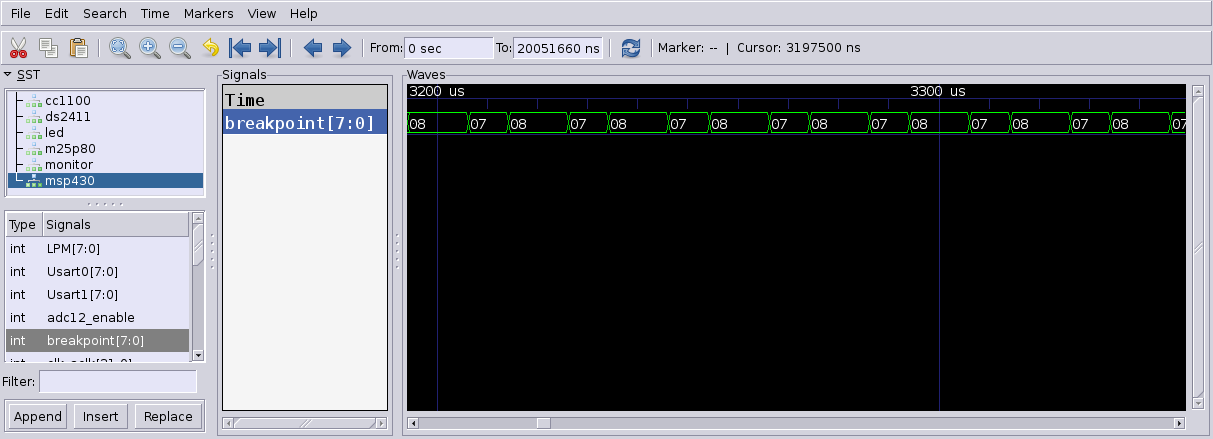 File Edit Search Time Markers View Help
From: 0 sec To: 20051660 ns Marker: -- | Cursor: 3197500 ns
SST
cc1100
ds2411
led
m25p80
monitor
msp430
Type Signals
int LPM[7:0]
int Usart0[7:0]
int Usart1[7:0]
int adc12_enable
int breakpoint[7:0]
Filter:
Append Insert Replace
Signals
Time
breakpoint[7:0]
Waves
3200 us 3300 us
08 07 08 07 08 07 08 07 08 07 08 07 08 07 08 07